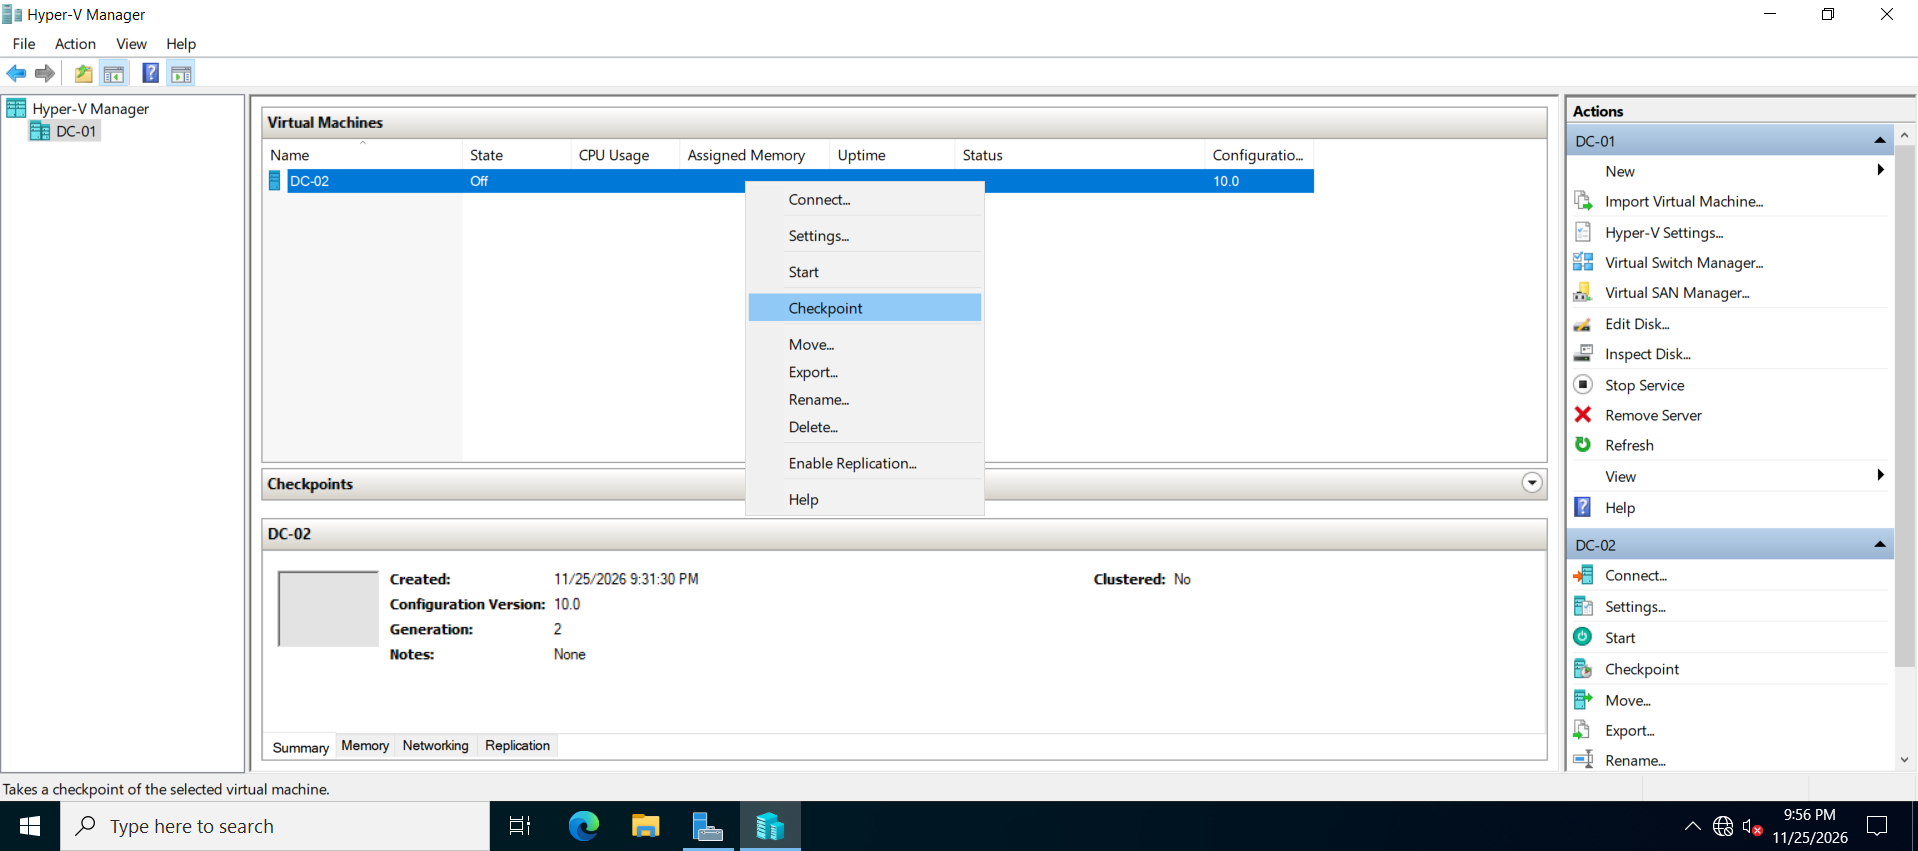 Hyper-V Manager
File Action View Help
Hyper-V Manager
DC-01
Virtual Machines
Name State CPU Usage Assigned Memory Uptime Status Configuratio...
DC-02 Off 10.0
Connect...
Settings...
Start
Checkpoint
Move...
Export...
Rename...
Delete...
Enable Replication...
Help
Checkpoints
DC-02
Created: 11/25/2026 9:31:30 PM Clustered: No
Configuration Version: 10.0
Generation: 2
Notes: None
Summary Memory Networking Replication
Actions
DC-01
New
Import Virtual Machine...
Hyper-V Settings...
Virtual Switch Manager...
Virtual SAN Manager...
Edit Disk...
Inspect Disk...
Stop Service
Remove Server
Refresh
View
Help
DC-02
Connect...
Settings...
Start
Checkpoint
Move...
Export...
Rename...
Takes a checkpoint of the selected virtual machine.
Type here to search
9:56 PM
11/25/2026